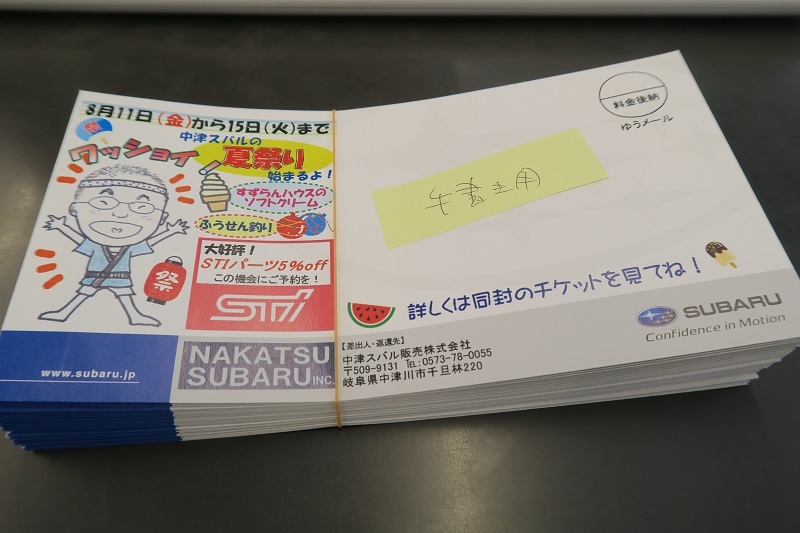 8月11日(金)から15日(火)まで
祭
中津スバルの
ワッショイ
夏祭り
始まるよ！
すずらんハウスの
ソフトクリーム
ふうせん釣り
大好評！
STIパーツ5%off
この機会にご予約を！
STI
祭
www.subaru.jp
NAKATSU
SUBARU INC.
料金後納
ゆうメール
手書き用
詳しくは同封のチケットを見てね！
SUBARU
Confidence in Motion
【差出人・返還先】
中津スバル販売株式会社
〒509-9131 TEL:0573-78-0055
岐阜県中津川市千旦林220